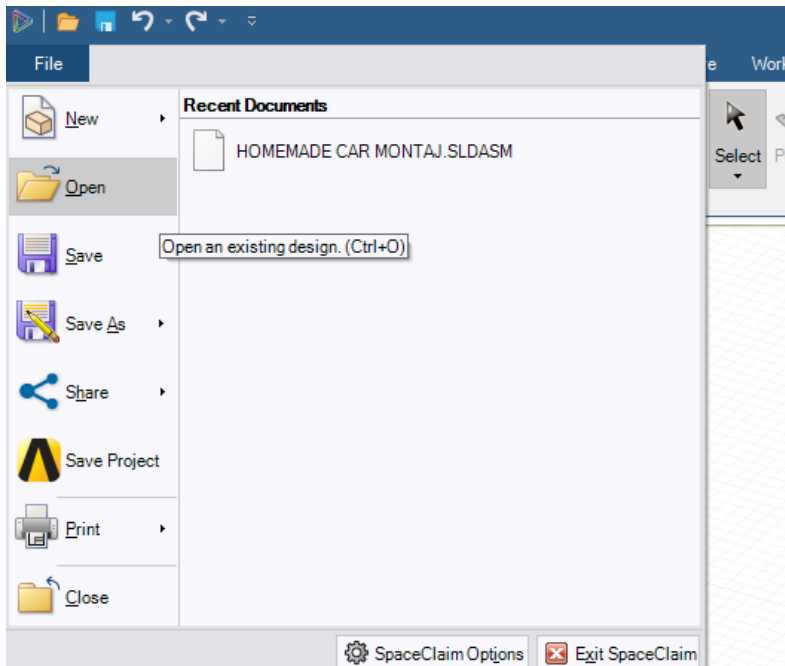 File
e Work
New
Recent Documents
HOMEMADE CAR MONTAJ.SLDASM
Select P
Open
Open an existing design. (Ctrl+O)
Save
Save As
Share
Save Project
Print
Close
SpaceClaim Options
Exit SpaceClaim